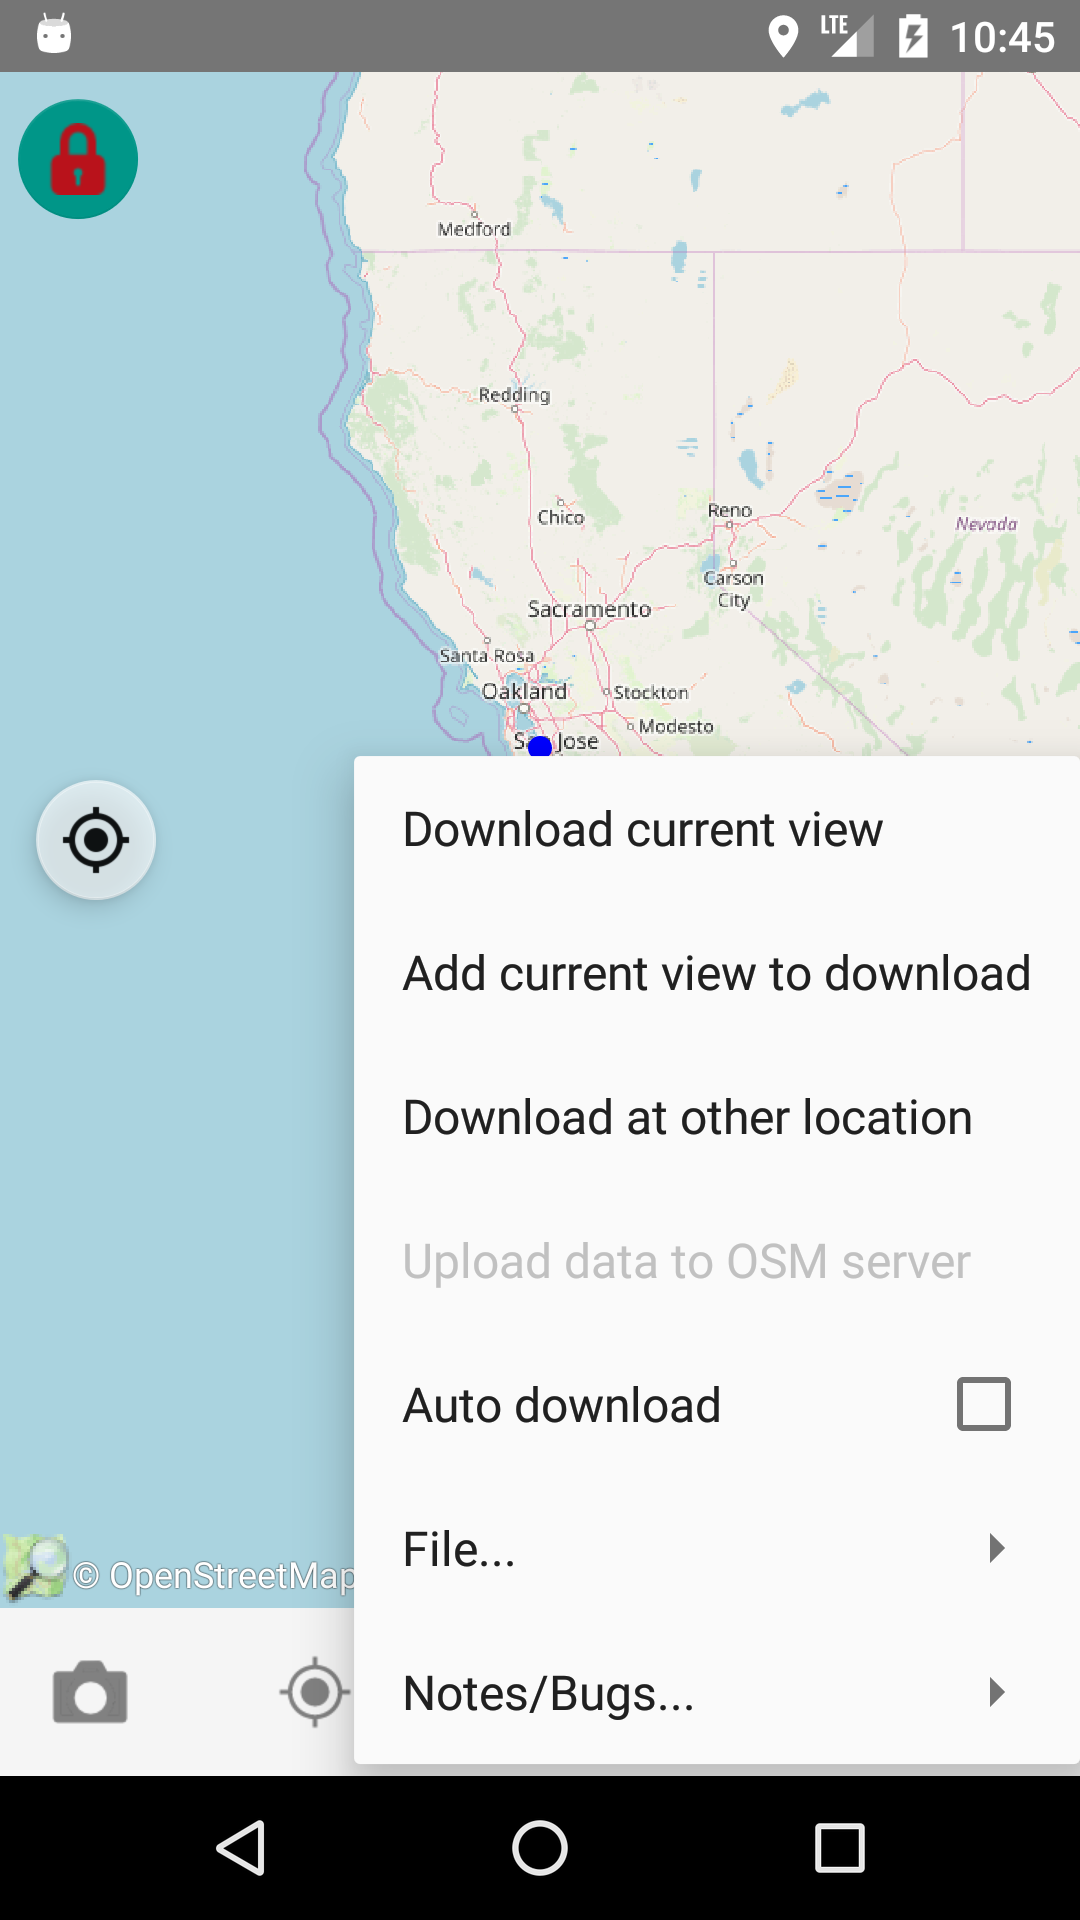 LTE 10:45
Medford
Redding
Chico
Reno
Nevada
Carson
City
Sacramento
Santa Rosa
Oakland
Stockton
Modesto
Jose
Download current view
Add current view to download
Download at other location
Upload data to OSM server
Auto download
File...
© OpenStreetMap
Notes/Bugs...